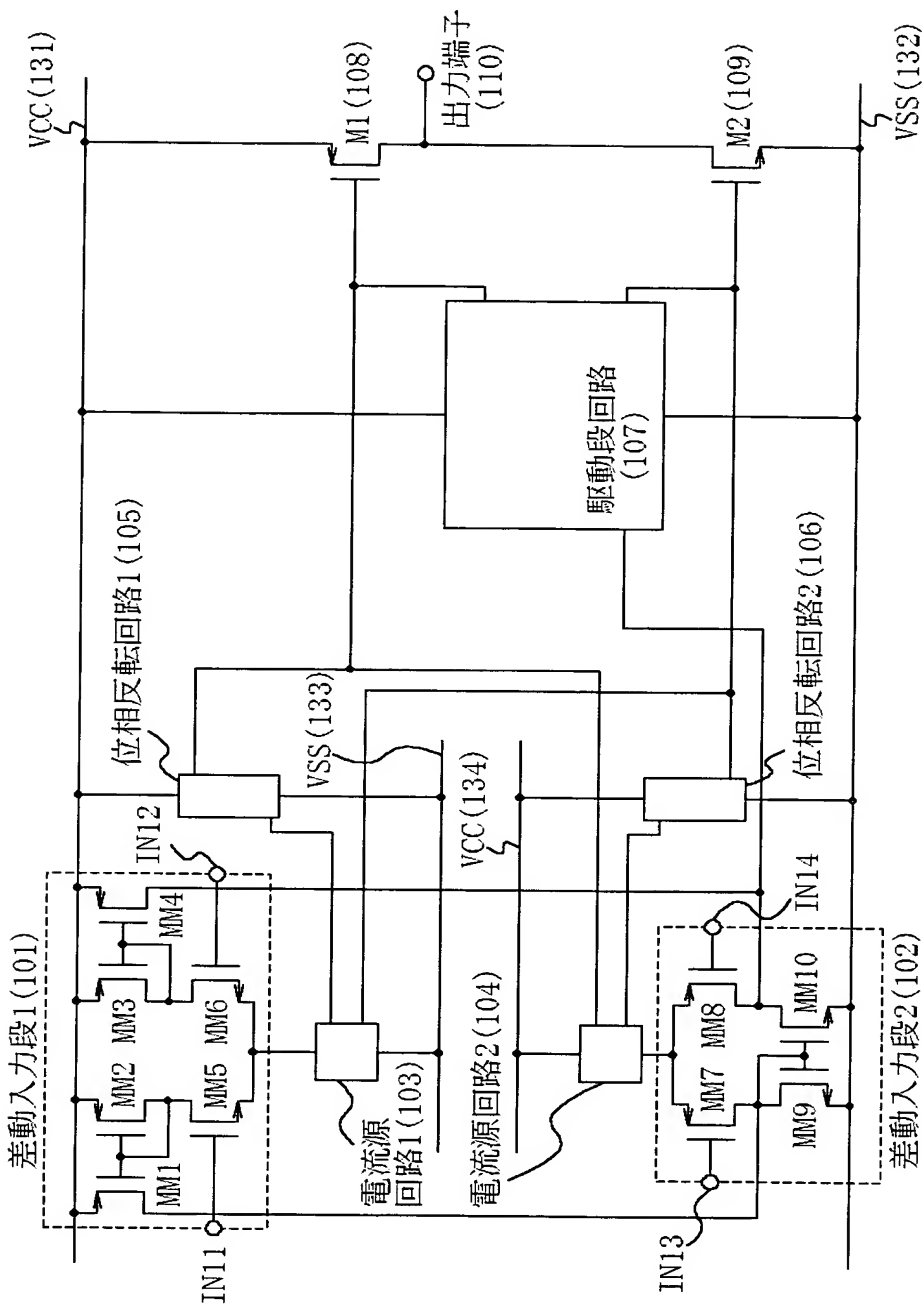 VCC(131)
VSS(132)
M1(108)
出力端子
(110)
M2(109)
駆動段回路
(107)
位相反転回路1(105)
位相反転回路2(106)
VSS(133)
VCC(134)
IN12
IN14
差動入力段1(101)
MM1
MM2
MM3
MM4
MM5
MM6
IN11
電流源
回路1(103)
電流源回路2(104)
MM7
MM8
MM9
MM10
差動入力段2(102)
IN13